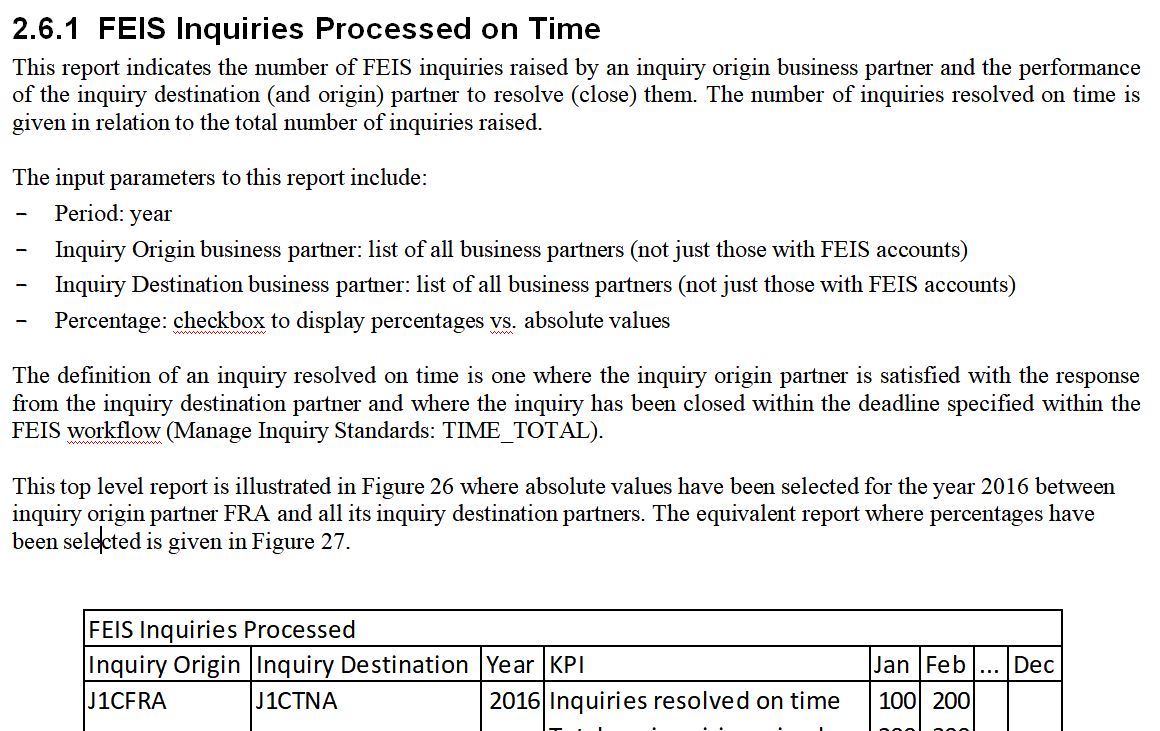 2.6.1 FEIS Inquiries Processed on Time
This report indicates the number of FEIS inquiries raised by an inquiry origin business partner and the performance
of the inquiry destination (and origin) partner to resolve (close) them. The number of inquiries resolved on time is
given in relation to the total number of inquiries raised.
The input parameters to this report include:
- Period: year
- Inquiry Origin business partner: list of all business partners (not just those with FEIS accounts)
- Inquiry Destination business partner: list of all business partners (not just those with FEIS accounts)
- Percentage: checkbox to display percentages vs. absolute values
The definition of an inquiry resolved on time is one where the inquiry origin partner is satisfied with the response
from the inquiry destination partner and where the inquiry has been closed within the deadline specified within the
FEIS workflow (Manage Inquiry Standards: TIME_TOTAL).
This top level report is illustrated in Figure 26 where absolute values have been selected for the year 2016 between
inquiry origin partner FRA and all its inquiry destination partners. The equivalent report where percentages have
been selected is given in Figure 27.
FEIS Inquiries Processed
Inquiry Origin Inquiry Destination Year KPI Jan Feb ... Dec
J1CFRA J1CTNA 2016 Inquiries resolved on time 100 200